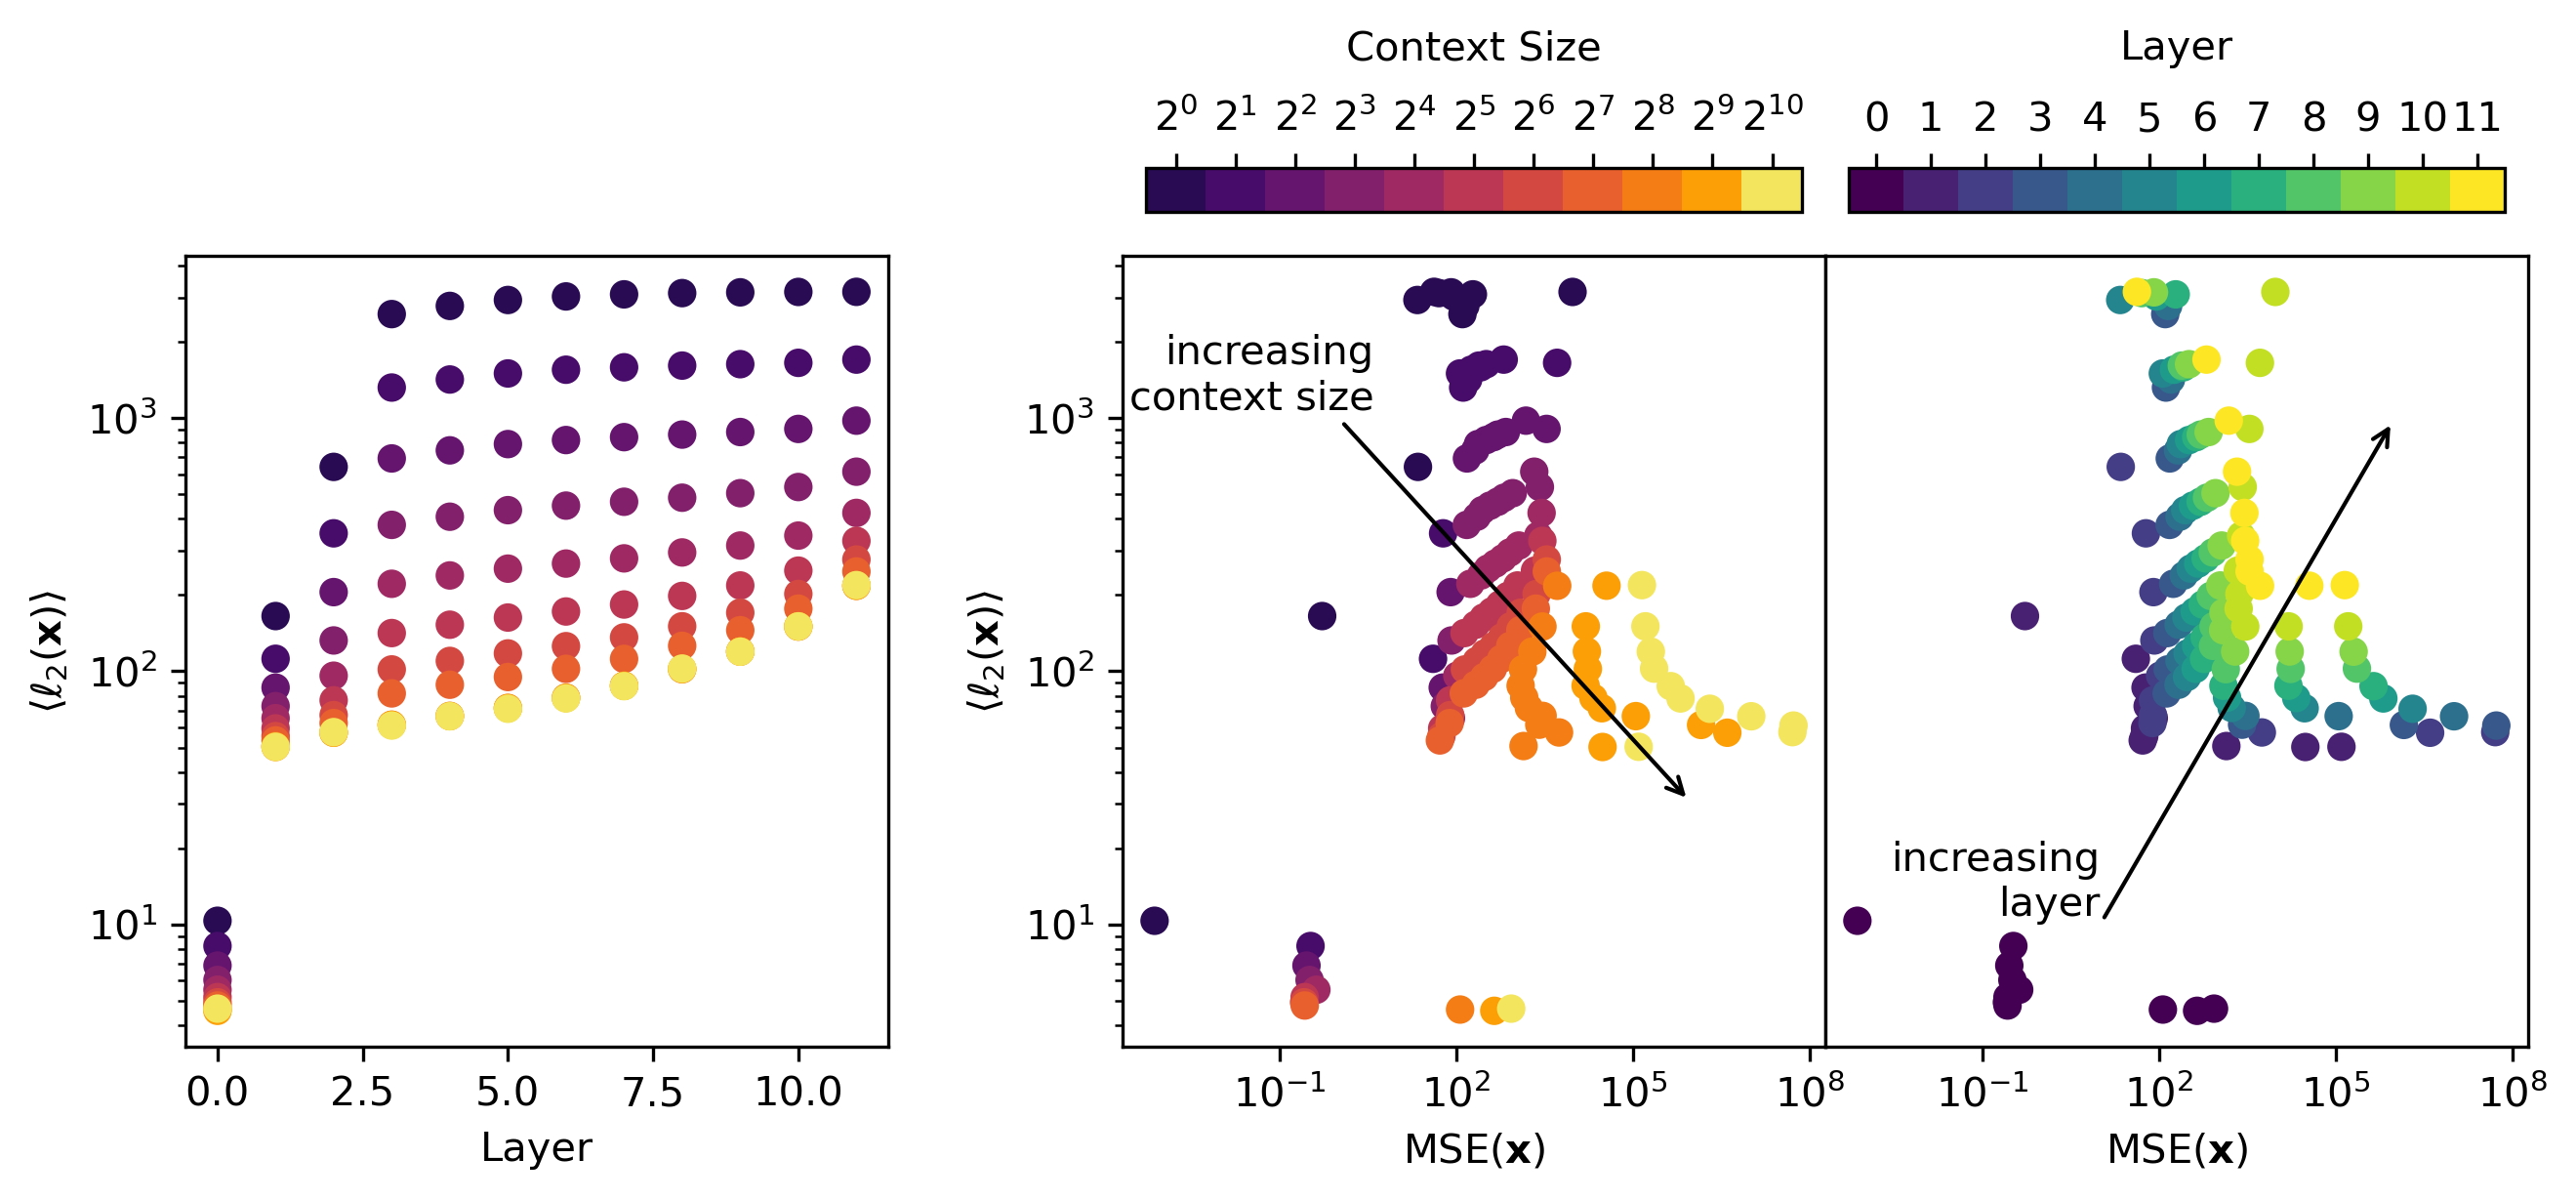 Context Size
2^0 2^1 2^2 2^3 2^4 2^5 2^6 2^7 2^8 2^9 2^10
Layer
0 1 2 3 4 5 6 7 8 9 10 11
⟨ℓ₂(𝐱)⟩
10^3
10^2
10^1
0.0 2.5 5.0 7.5 10.0
Layer
⟨ℓ₂(𝐱)⟩
10^3
10^2
10^1
increasing
context size
10^−1 10^2 10^5 10^8
MSE(𝐱)
increasing
layer
10^−1 10^2 10^5 10^8
MSE(𝐱)